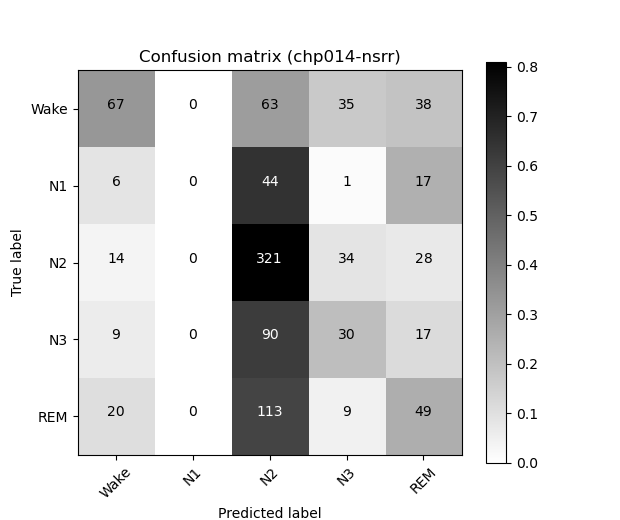 Confusion matrix (chp014-nsrr)
Wake 67 0 63 35 38
N1 6 0 44 1 17
N2 14 0 321 34 28
N3 9 0 90 30 17
REM 20 0 113 9 49
Wake N1 N2 N3 REM
Predicted label
True label
0.8
0.7
0.6
0.5
0.4
0.3
0.2
0.1
0.0